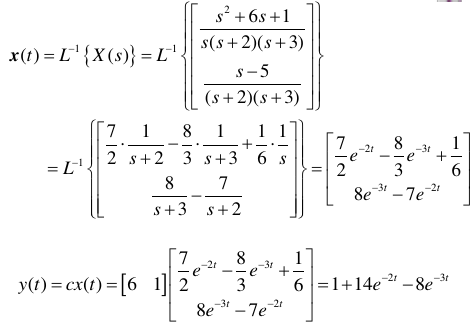 x(t) = L⁻¹{X(s)} = L⁻¹{[(s² + 6s + 1)/(s(s + 2)(s + 3)); (s − 5)/((s + 2)(s + 3))]}
= L⁻¹{[7/2 · 1/(s + 2) − 8/3 · 1/(s + 3) + 1/6 · 1/s; 8/(s + 3) − 7/(s + 2)]} = [7/2 e^(−2t) − 8/3 e^(−3t) + 1/6; 8e^(−3t) − 7e^(−2t)]
y(t) = cx(t) = [6 1][7/2 e^(−2t) − 8/3 e^(−3t) + 1/6; 8e^(−3t) − 7e^(−2t)] = 1 + 14e^(−2t) − 8e^(−3t)